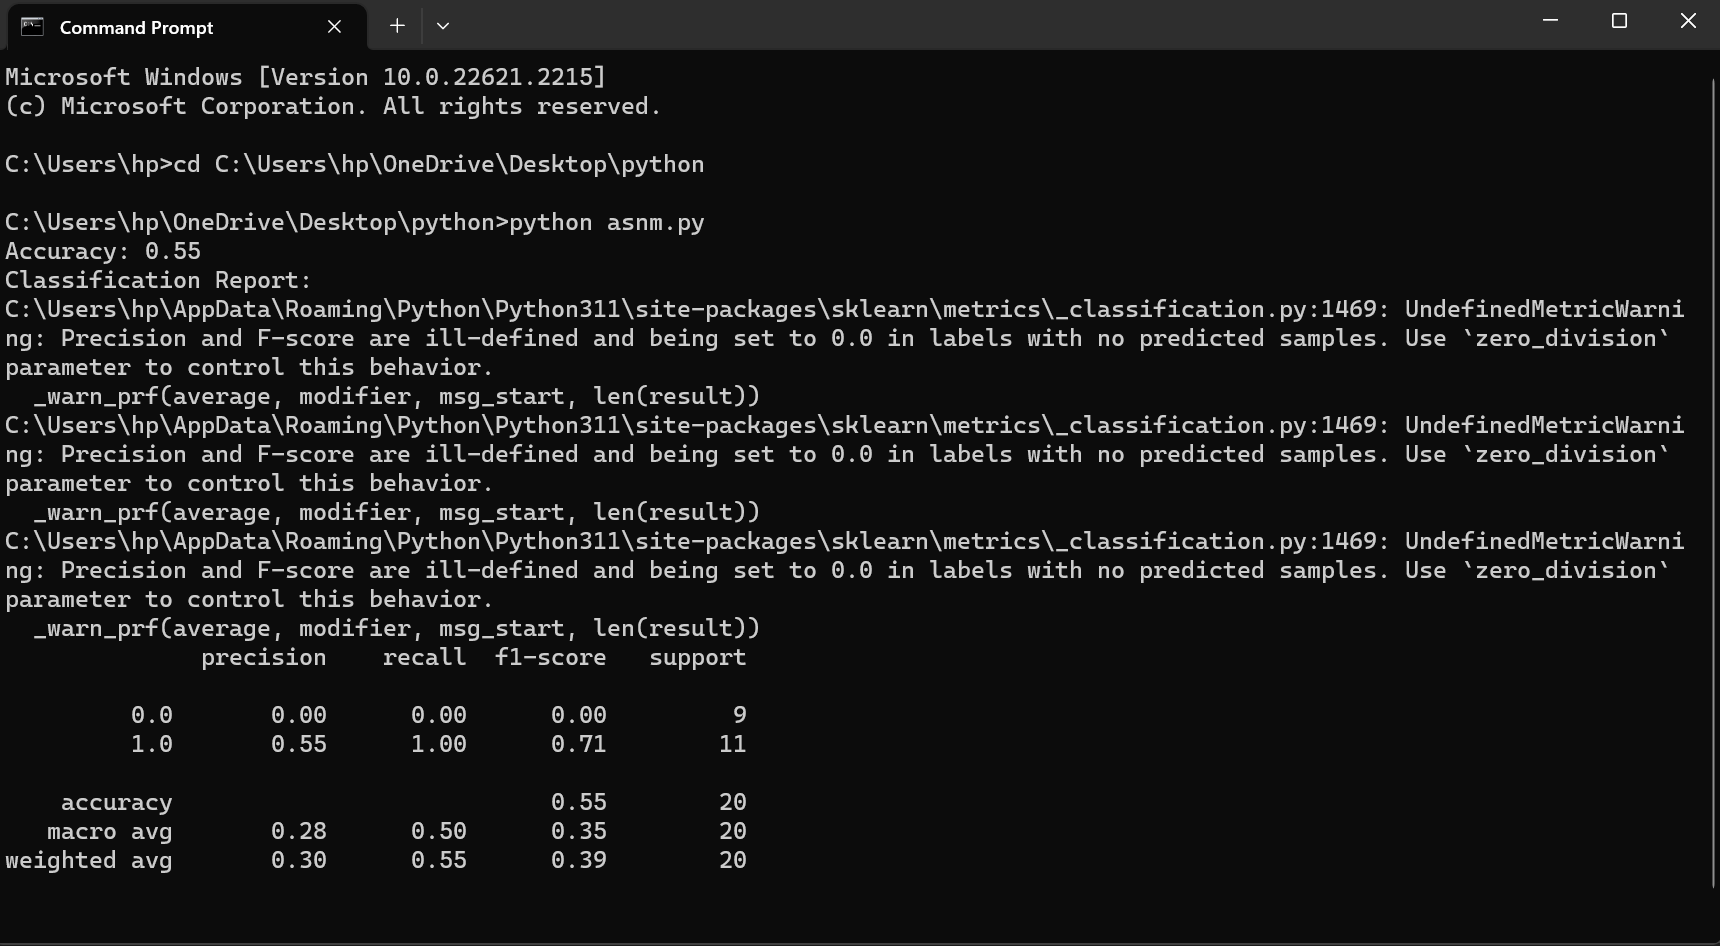 Command Prompt
Microsoft Windows [Version 10.0.22621.2215]
(c) Microsoft Corporation. All rights reserved.
C:\Users\hp>cd C:\Users\hp\OneDrive\Desktop\python
C:\Users\hp\OneDrive\Desktop\python>python asnm.py
Accuracy: 0.55
Classification Report:
C:\Users\hp\AppData\Roaming\Python\Python311\site-packages\sklearn\metrics\_classification.py:1469: UndefinedMetricWarni
ng: Precision and F-score are ill-defined and being set to 0.0 in labels with no predicted samples. Use `zero_division`
parameter to control this behavior.
  _warn_prf(average, modifier, msg_start, len(result))
C:\Users\hp\AppData\Roaming\Python\Python311\site-packages\sklearn\metrics\_classification.py:1469: UndefinedMetricWarni
ng: Precision and F-score are ill-defined and being set to 0.0 in labels with no predicted samples. Use `zero_division`
parameter to control this behavior.
  _warn_prf(average, modifier, msg_start, len(result))
C:\Users\hp\AppData\Roaming\Python\Python311\site-packages\sklearn\metrics\_classification.py:1469: UndefinedMetricWarni
ng: Precision and F-score are ill-defined and being set to 0.0 in labels with no predicted samples. Use `zero_division`
parameter to control this behavior.
  _warn_prf(average, modifier, msg_start, len(result))
              precision    recall  f1-score   support
         0.0       0.00      0.00      0.00         9
         1.0       0.55      1.00      0.71        11
    accuracy                           0.55        20
   macro avg       0.28      0.50      0.35        20
weighted avg       0.30      0.55      0.39        20